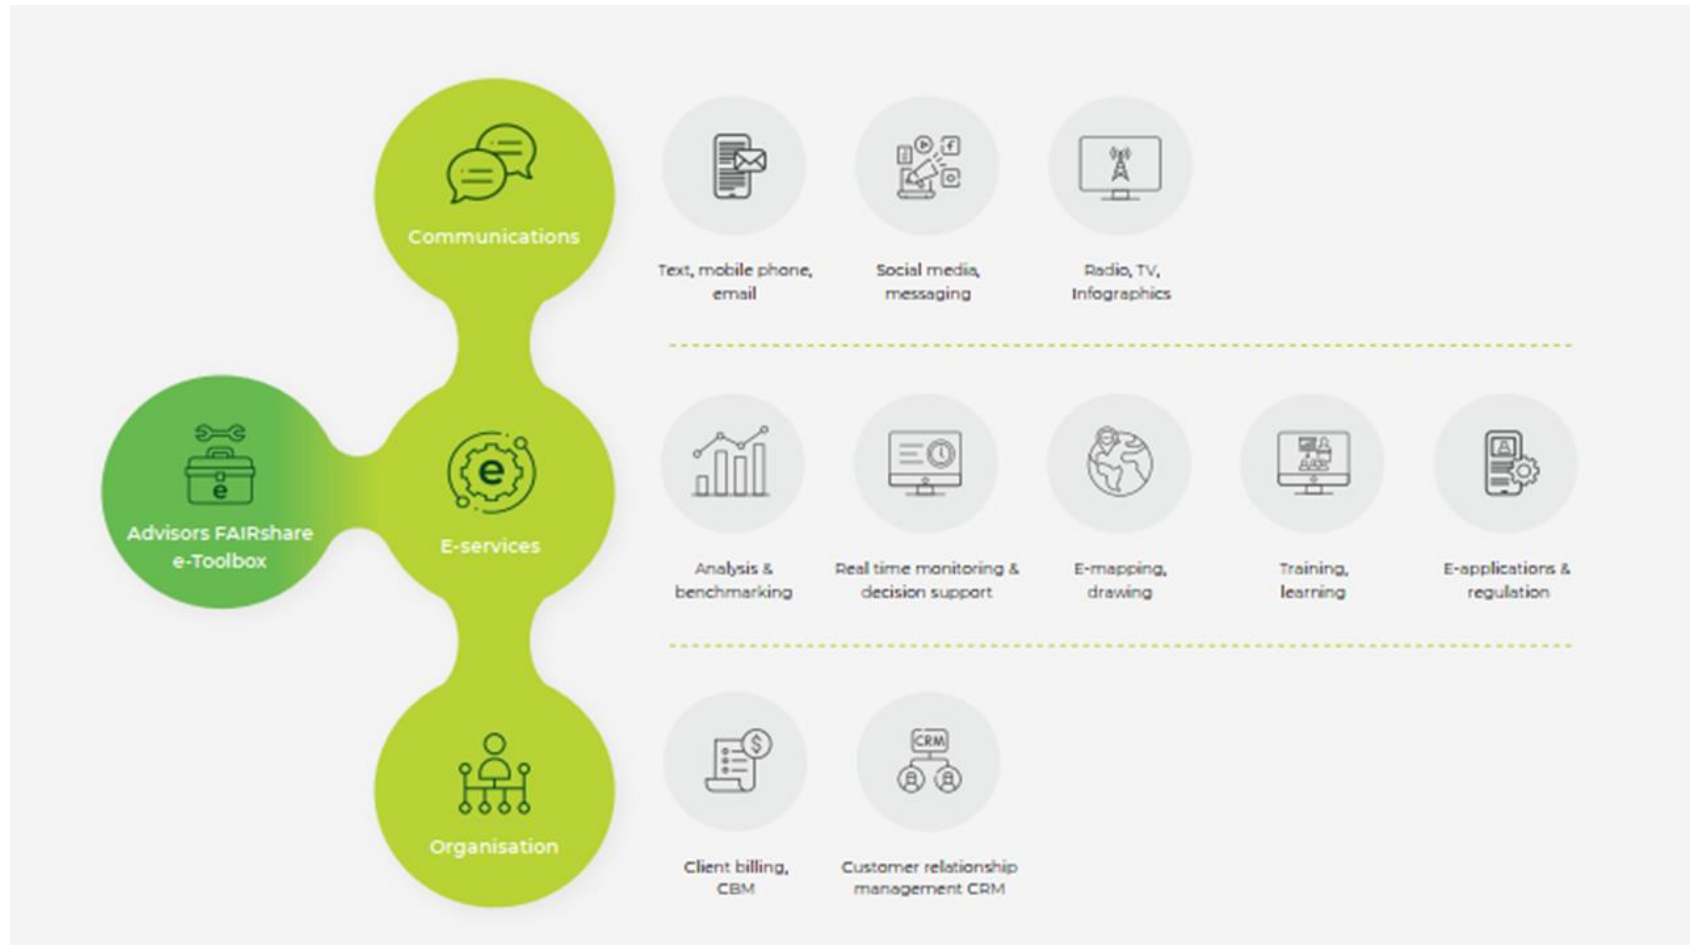 Communications
Text, mobile phone,
email
Social media,
messaging
Radio, TV,
Infographics
Advisors FAIRshare
e-Toolbox
e
e
E-services
Analysis &
benchmarking
Real time monitoring &
decision support
E-mapping,
drawing
Training,
learning
E-applications &
regulation
Organisation
$
Client billing,
CBM
CRM
Customer relationship
management CRM